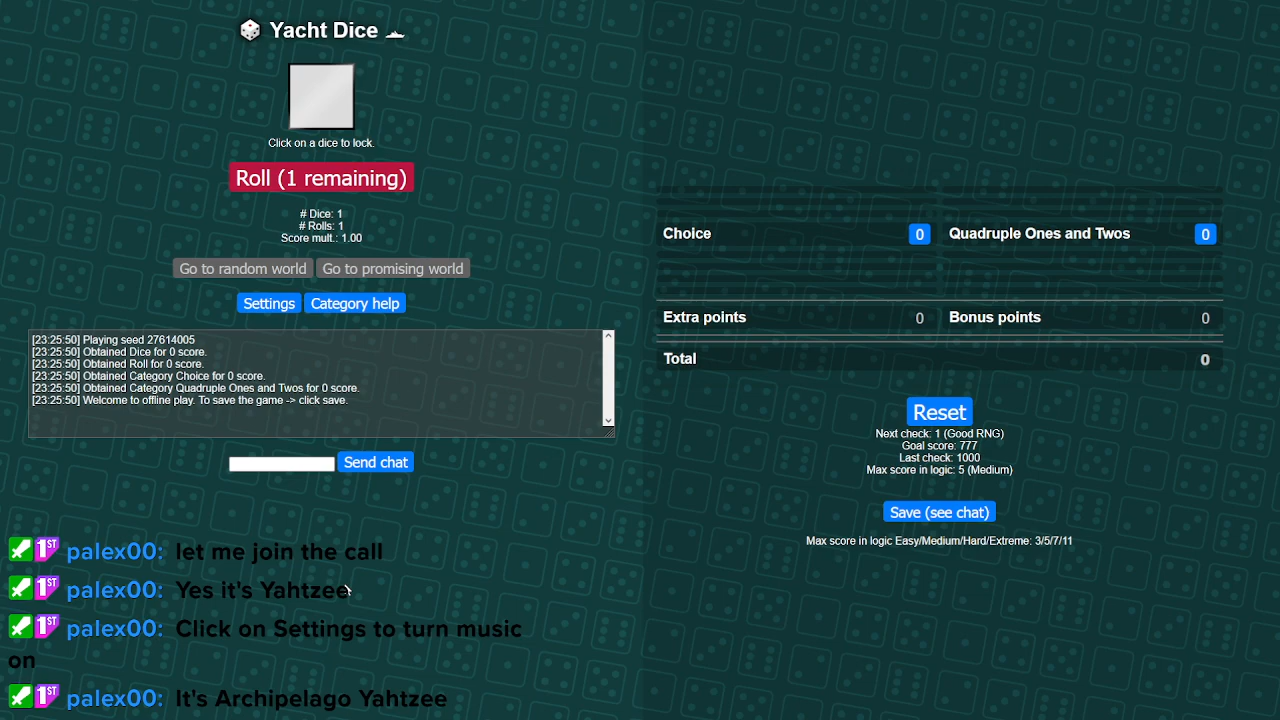 Yacht Dice
Click on a dice to lock.
Roll (1 remaining)
# Dice: 1
# Rolls: 1
Score mult.: 1.00
Go to random world Go to promising world
Settings Category help
[23:25:50] Playing seed 27614005
[23:25:50] Obtained Dice for 0 score.
[23:25:50] Obtained Roll for 0 score.
[23:25:50] Obtained Category Choice for 0 score.
[23:25:50] Obtained Category Quadruple Ones and Twos for 0 score.
[23:25:50] Welcome to offline play. To save the game -> click save.
Send chat
1ST palex00: let me join the call
1ST palex00: Yes it's Yahtzee
1ST palex00: Click on Settings to turn music
on
1ST palex00: It's Archipelago Yahtzee
Choice 0 Quadruple Ones and Twos 0
Extra points 0 Bonus points 0
Total 0
Reset
Next check: 1 (Good RNG)
Goal score: 777
Last check: 1000
Max score in logic: 5 (Medium)
Save (see chat)
Max score in logic Easy/Medium/Hard/Extreme: 3/5/7/11